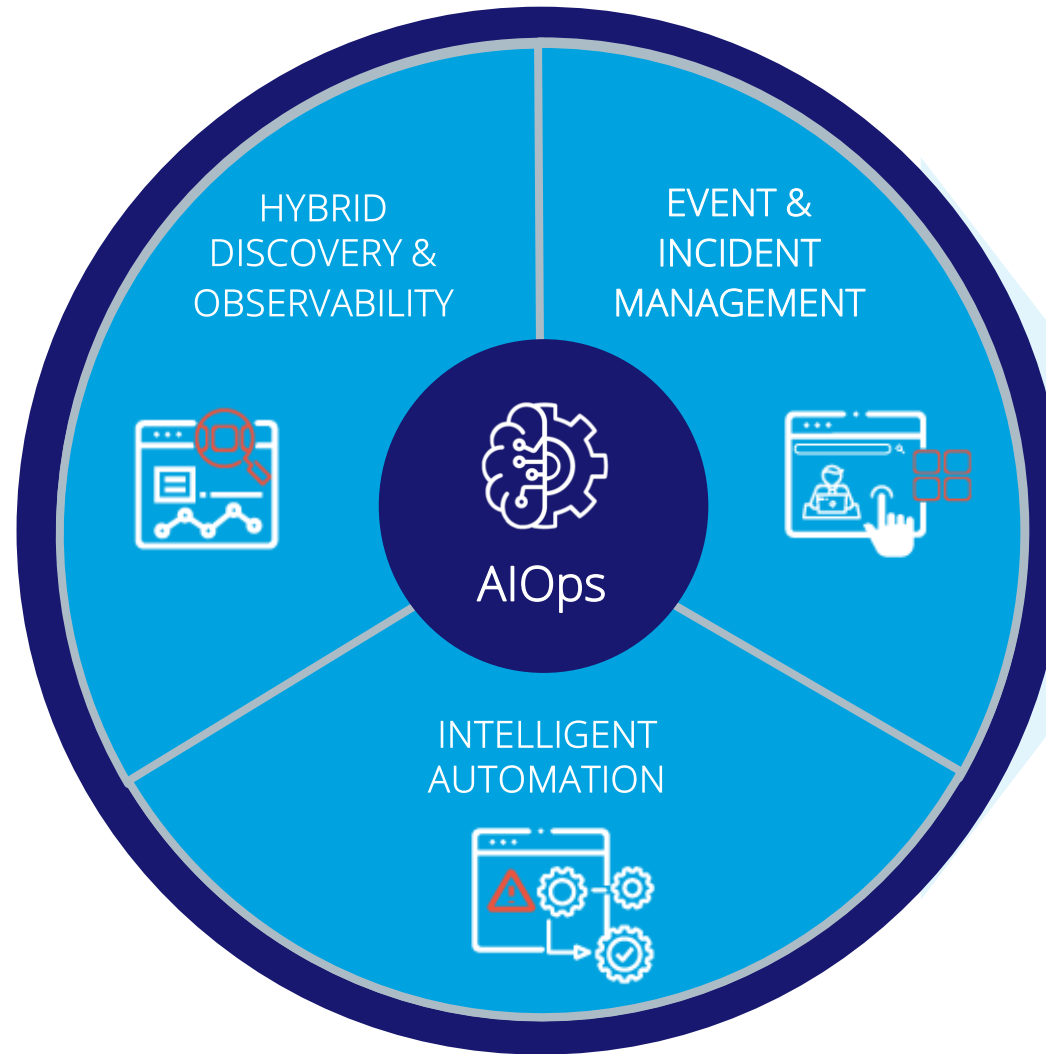 HYBRID
DISCOVERY &
OBSERVABILITY
EVENT &
INCIDENT
MANAGEMENT
AIOps
INTELLIGENT
AUTOMATION